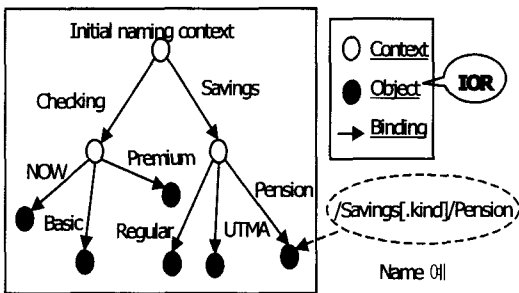 Initial naming context
Checking
Savings
NOW
Premium
Basic
Regular
UTMA
Pension
Context
Object
IOR
Binding
/Savings[.kind]/Pension/
Name 예